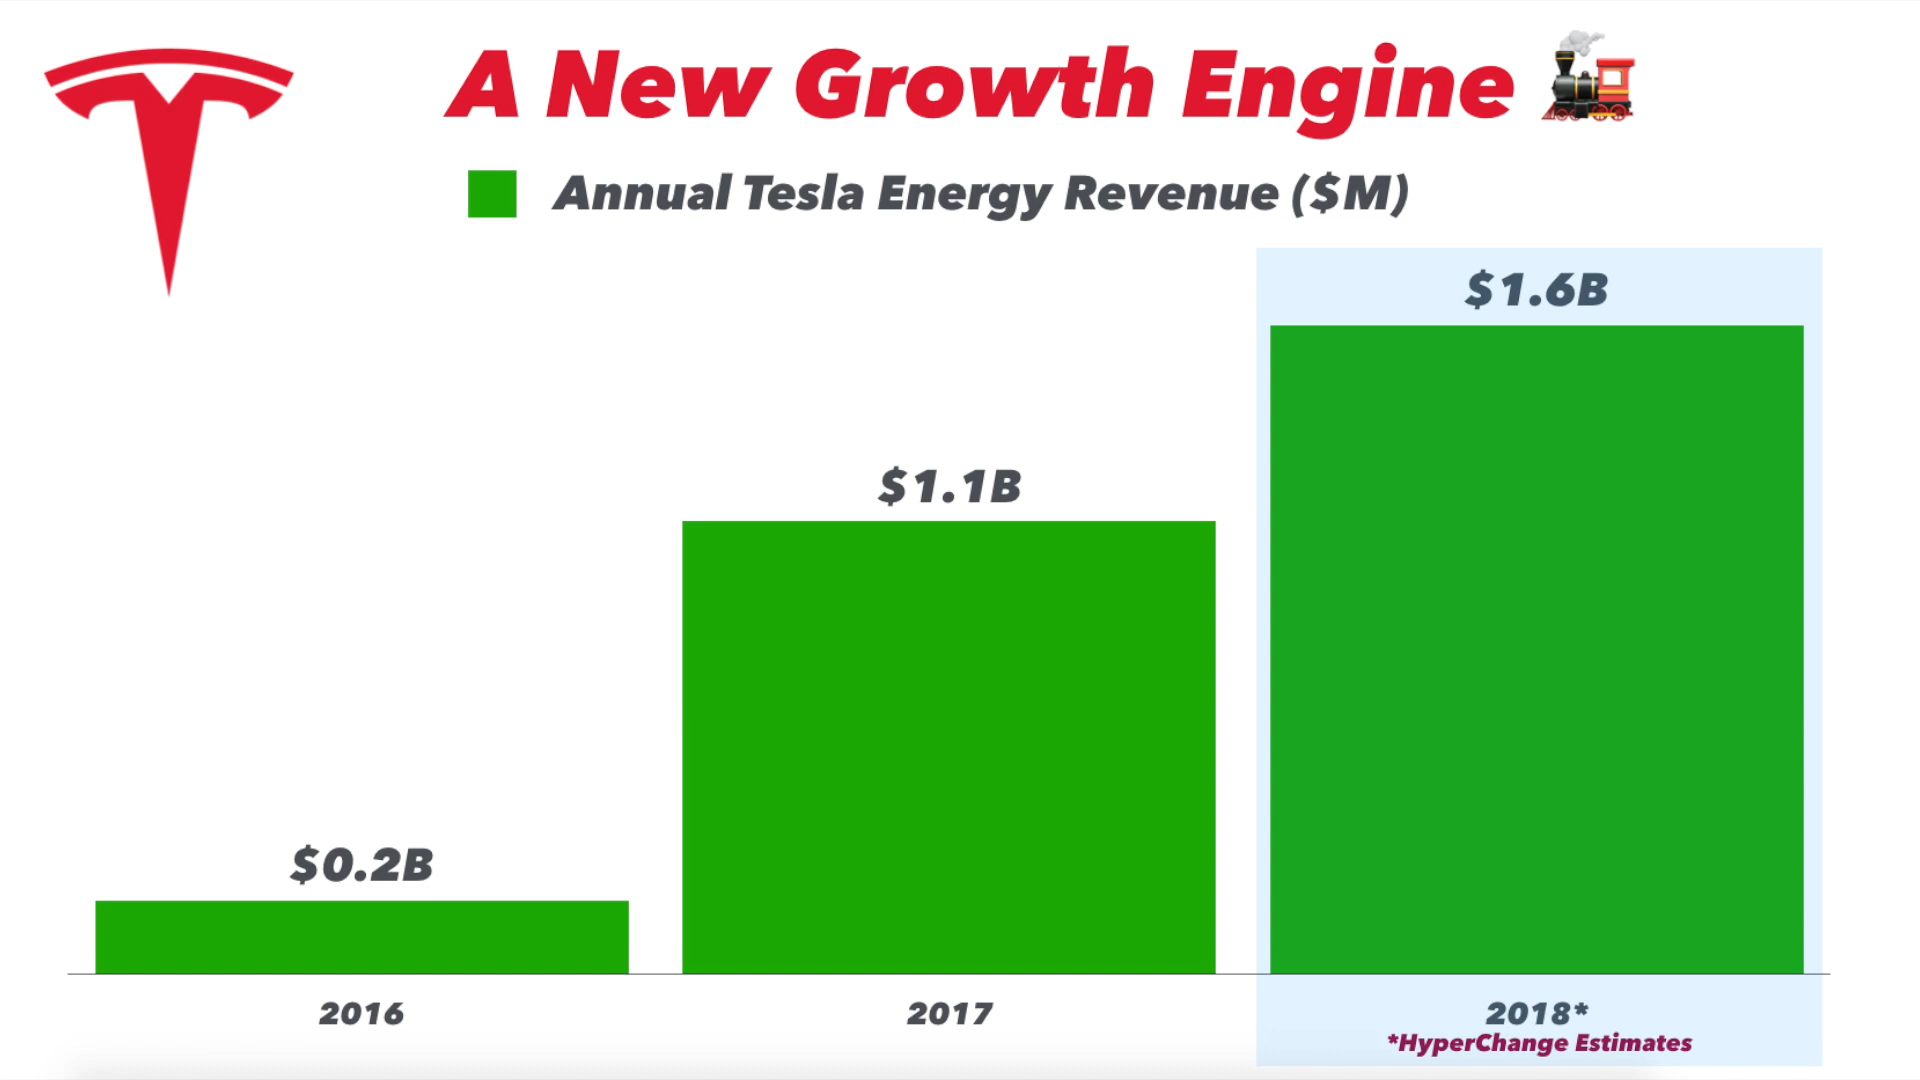 A New Growth Engine
Annual Tesla Energy Revenue ($M)
$1.6B
$1.1B
$0.2B
2016
2017
2018*
*HyperChange Estimates